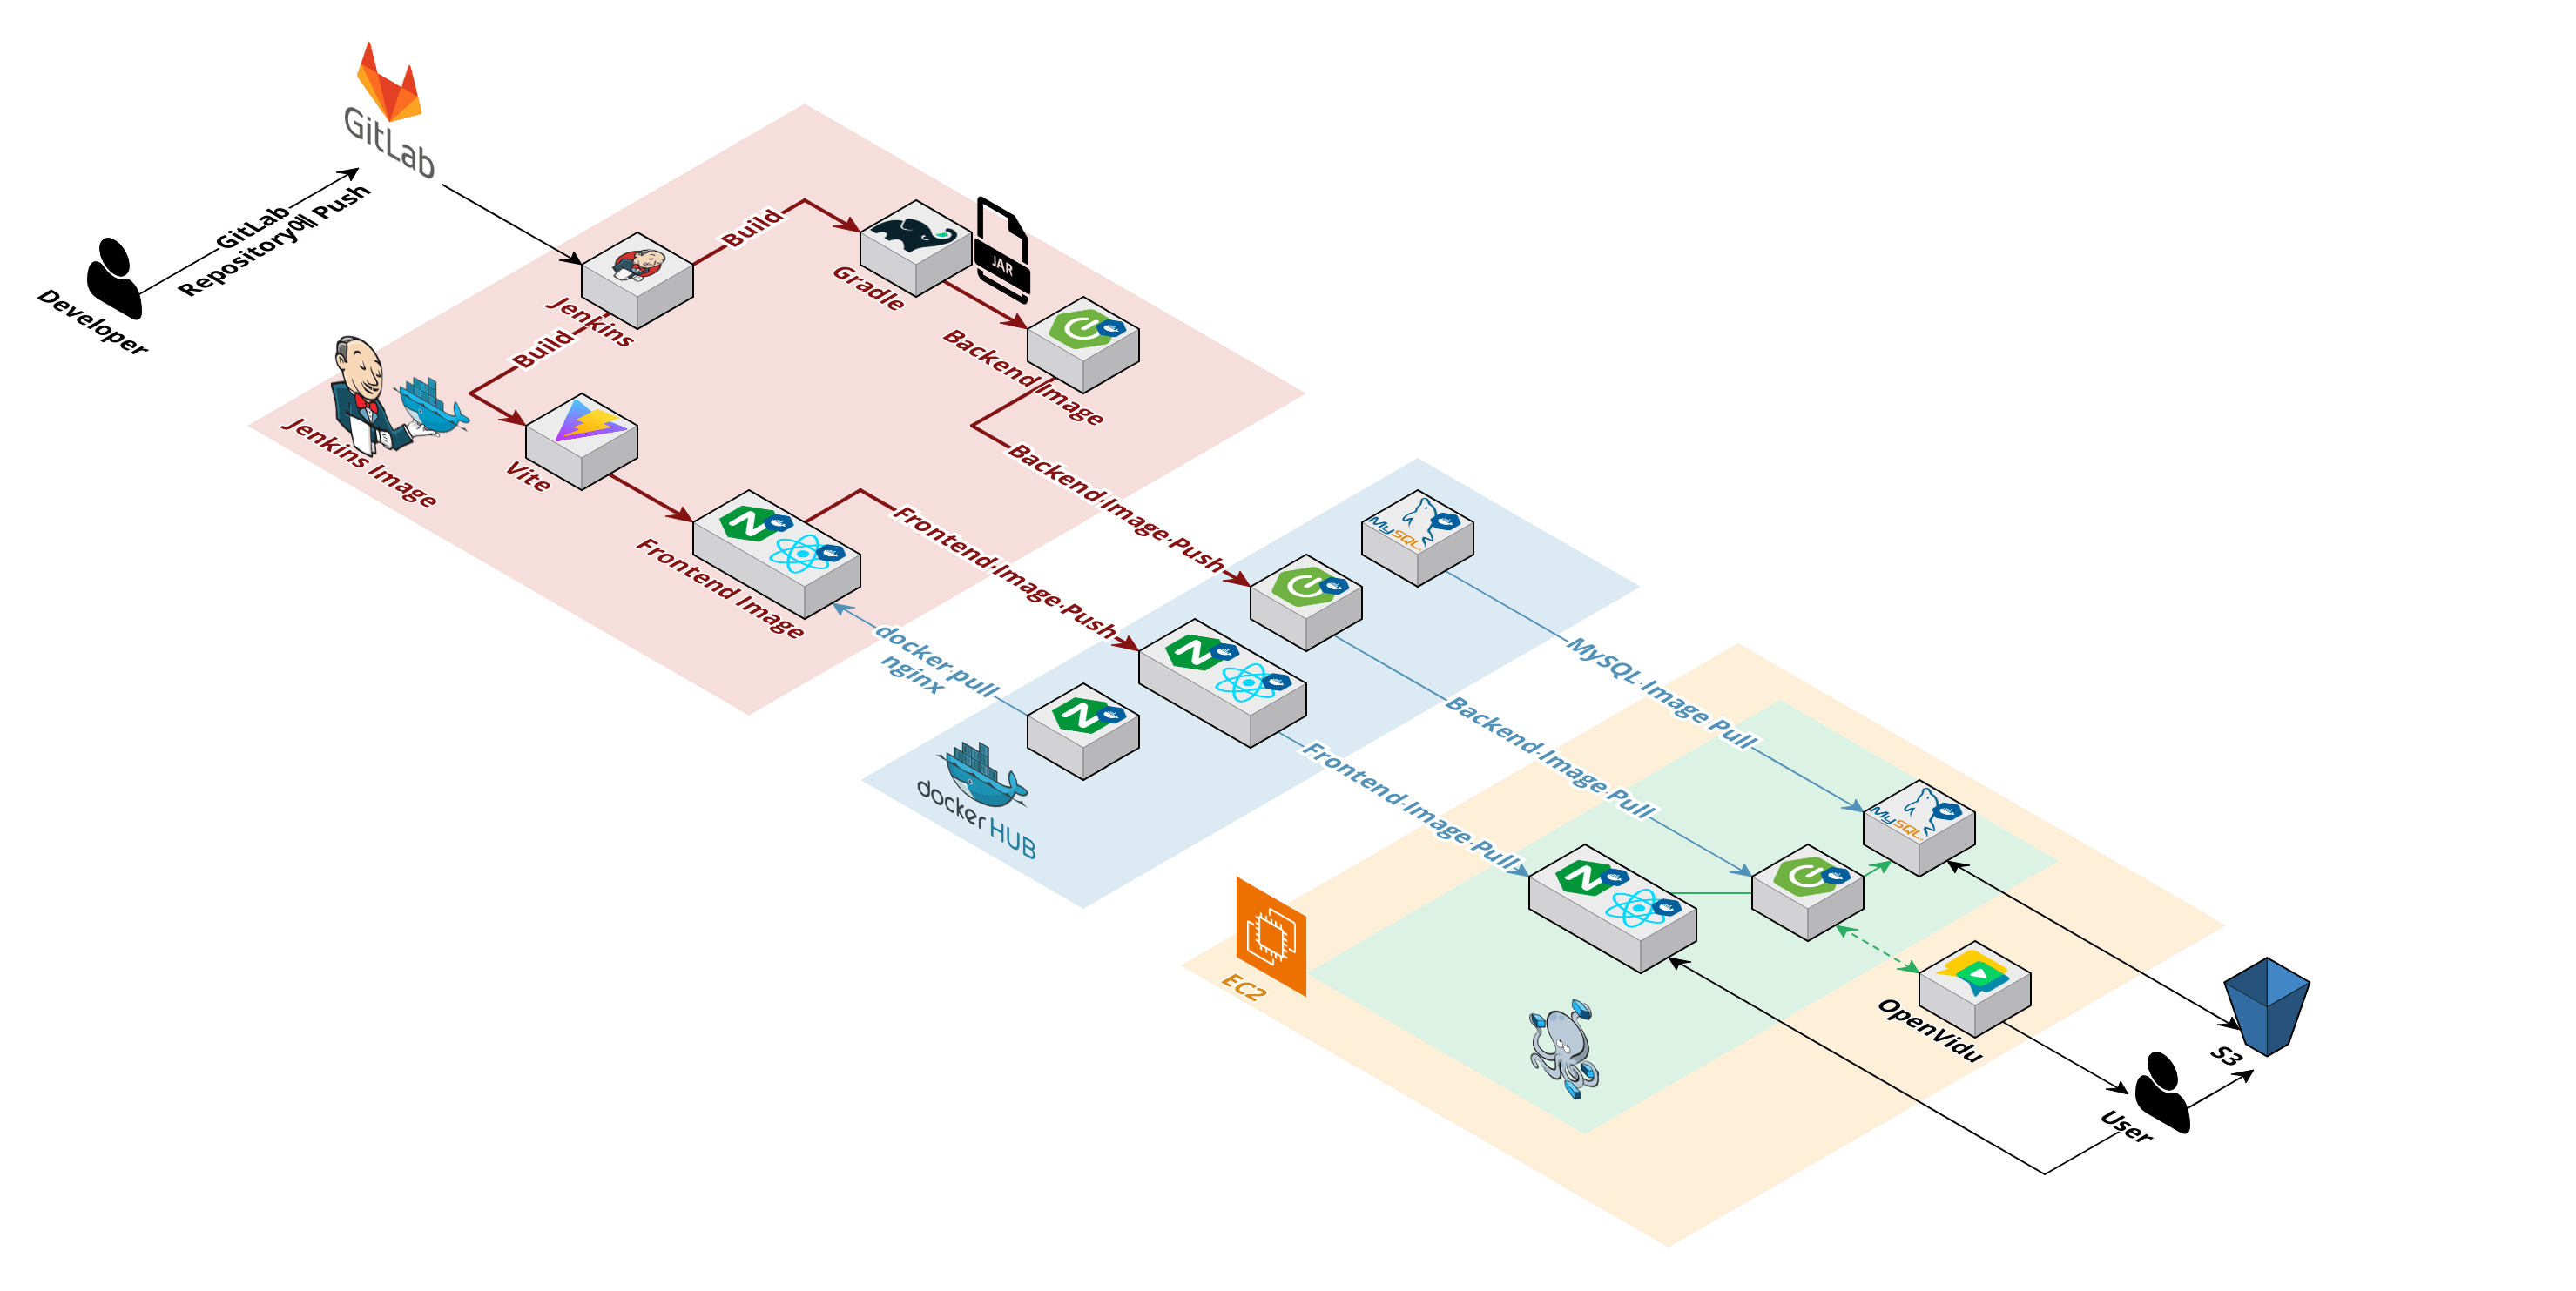 GitLab
GitLab
Repository에 Push
Developer
Build
Jenkins
Build
Gradle
JAR
Backend Image
Jenkins Image
Vite
Frontend Image
Backend Image Push
Frontend Image Push
docker pull
nginx
MySQL
docker HUB
MySQL Image Pull
Backend Image Pull
Frontend Image Pull
MySQL
EC2
OpenVidu
S3
User